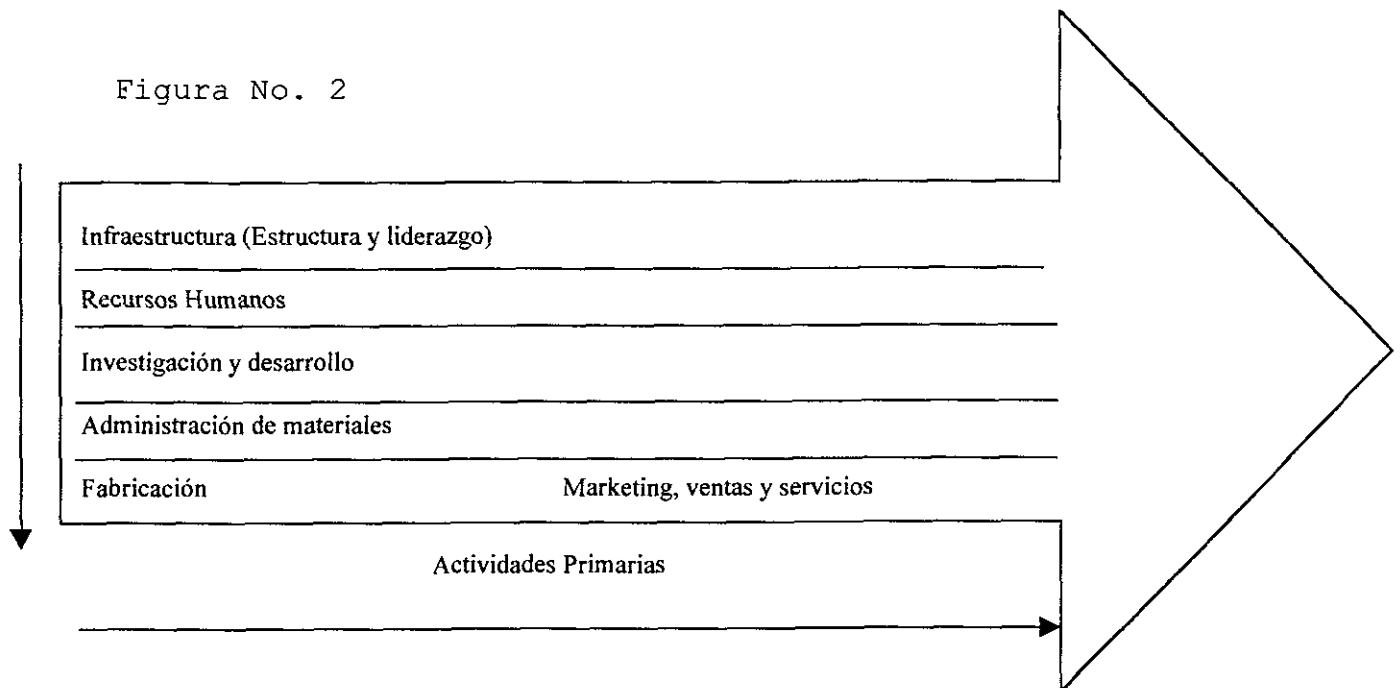 Figura No. 2
Infraestructura (Estructura y liderazgo)
Recursos Humanos
Investigación y desarrollo
Administración de materiales
Fabricación Marketing, ventas y servicios
Actividades Primarias